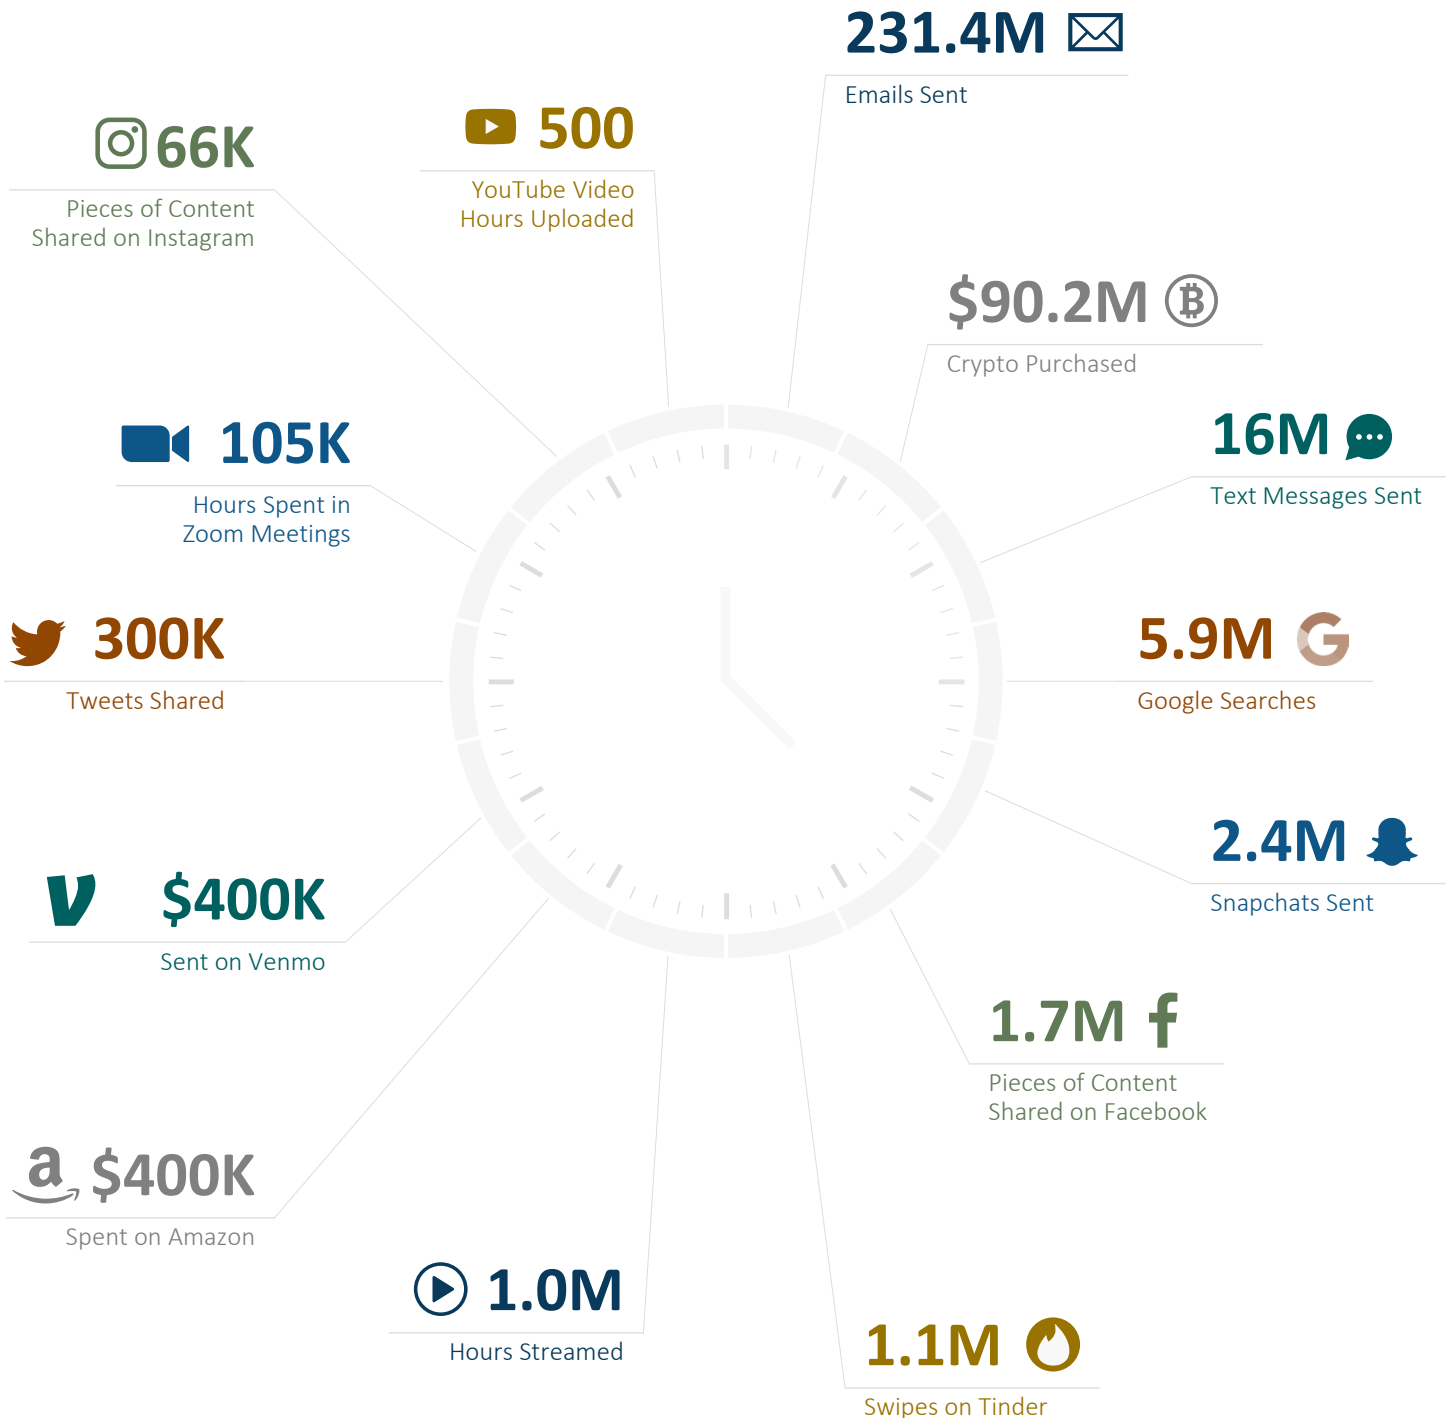 231.4M
Emails Sent
$90.2M
Crypto Purchased
16M
Text Messages Sent
5.9M
Google Searches
2.4M
Snapchats Sent
1.7M
Pieces of Content
Shared on Facebook
1.1M
Swipes on Tinder
1.0M
Hours Streamed
$400K
Spent on Amazon
$400K
Sent on Venmo
300K
Tweets Shared
105K
Hours Spent in
Zoom Meetings
66K
Pieces of Content
Shared on Instagram
500
YouTube Video
Hours Uploaded